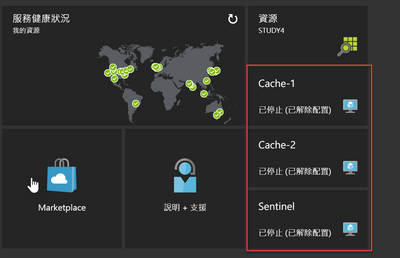 服務健康狀況
我的資源
資源
STUDY4
Cache-1
已停止 (已解除配置)
Cache-2
已停止 (已解除配置)
Marketplace
說明 + 支援
Sentinel
已停止 (已解除配置)